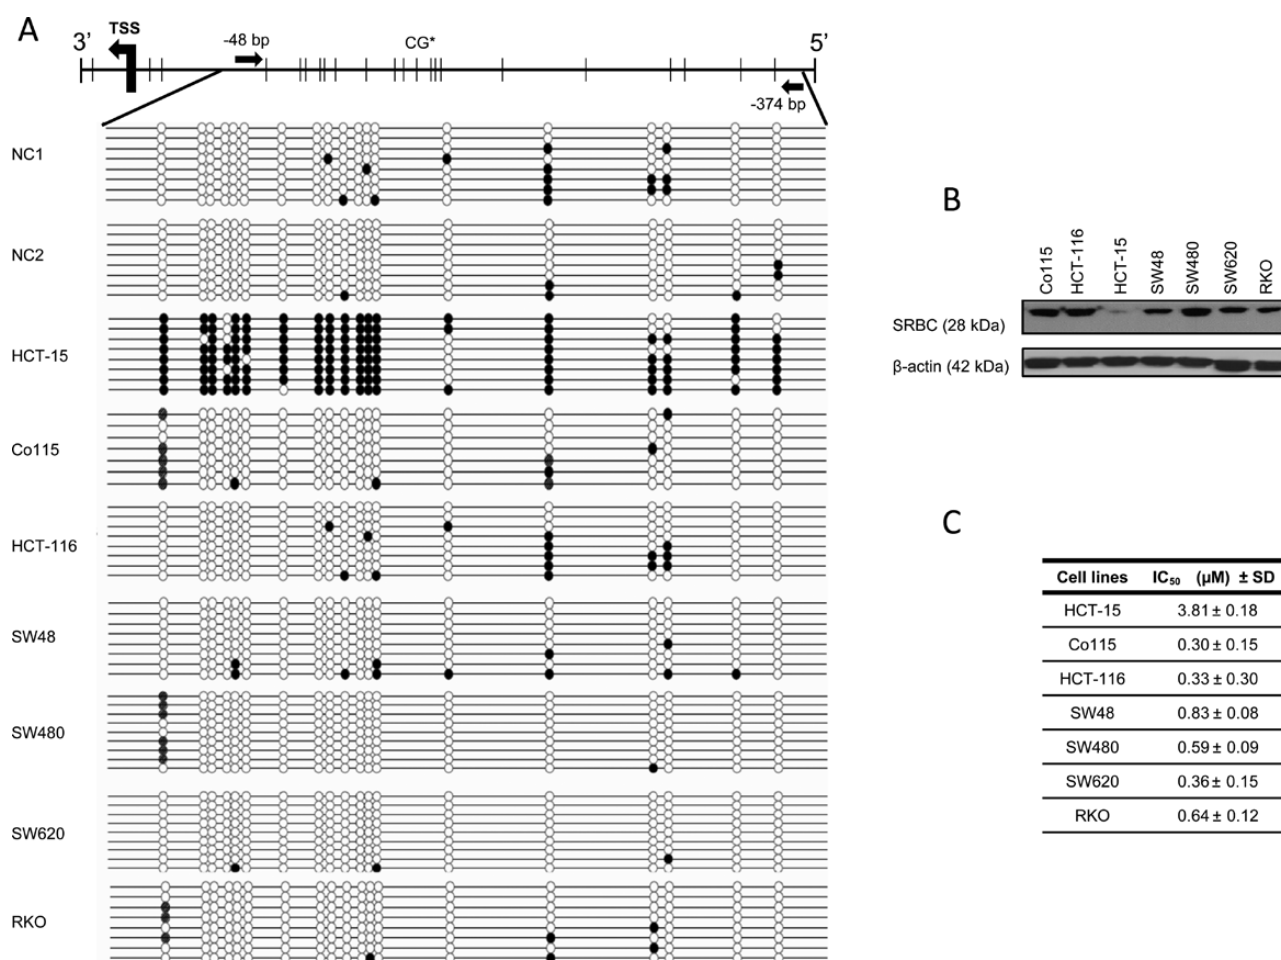 A
3’
TSS
-48 bp
CG*
5’
-374 bp
NC1
NC2
HCT-15
Co115
HCT-116
SW48
SW480
SW620
RKO
B
Co115
HCT-116
HCT-15
SW48
SW480
SW620
RKO
SRBC (28 kDa)
β-actin (42 kDa)
C
Cell lines IC₅₀ (µM) ± SD
HCT-15 3.81 ± 0.18
Co115 0.30 ± 0.15
HCT-116 0.33 ± 0.30
SW48 0.83 ± 0.08
SW480 0.59 ± 0.09
SW620 0.36 ± 0.15
RKO 0.64 ± 0.12